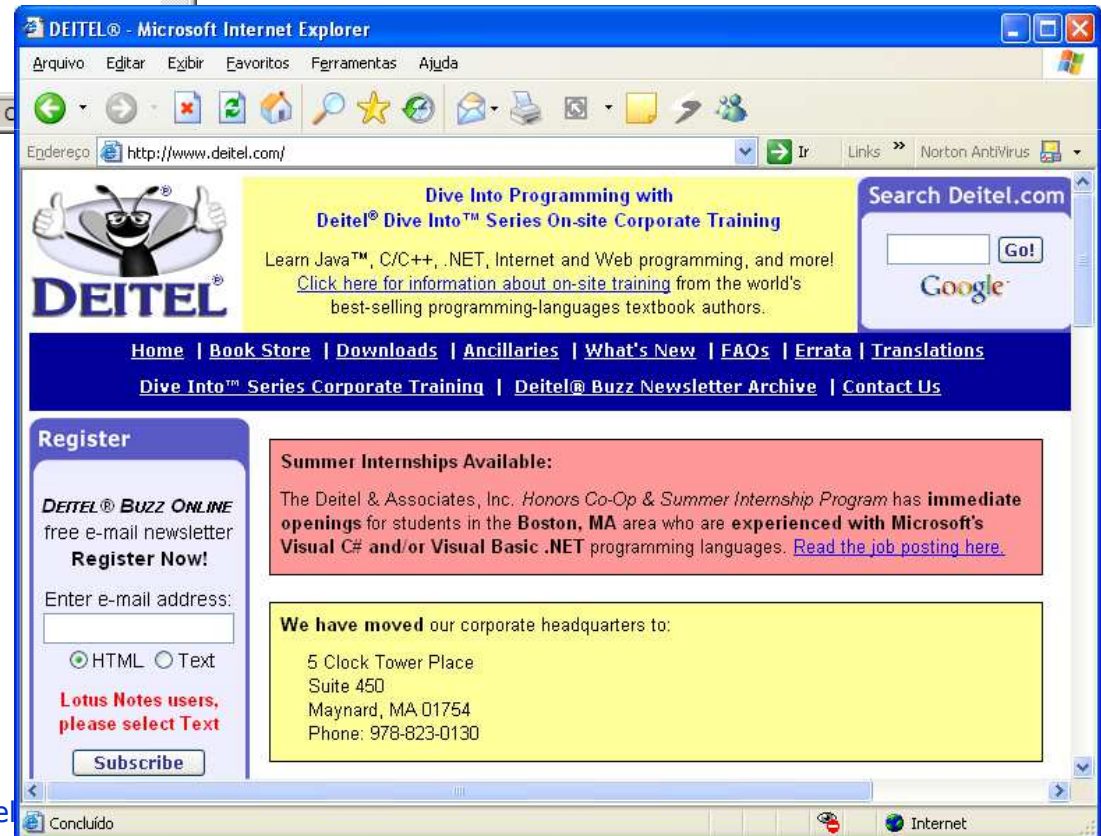 DEITEL® - Microsoft Internet Explorer
Arquivo Editar Exibir Favoritos Ferramentas Ajuda
Endereço http://www.deitel.com/ Ir Links » Norton AntiVirus
DEITEL®
Dive Into Programming with
Deitel® Dive Into™ Series On-site Corporate Training
Learn Java™, C/C++, .NET, Internet and Web programming, and more!
Click here for information about on-site training from the world's
best-selling programming-languages textbook authors.
Search Deitel.com
Go!
Google
Home | Book Store | Downloads | Ancillaries | What's New | FAQs | Errata | Translations
Dive Into™ Series Corporate Training | Deitel® Buzz Newsletter Archive | Contact Us
Register
DEITEL® BUZZ ONLINE
free e-mail newsletter
Register Now!
Enter e-mail address:
HTML Text
Lotus Notes users,
please select Text
Subscribe
Summer Internships Available:
The Deitel & Associates, Inc. Honors Co-Op & Summer Internship Program has immediate
openings for students in the Boston, MA area who are experienced with Microsoft's
Visual C# and/or Visual Basic .NET programming languages. Read the job posting here.
We have moved our corporate headquarters to:
5 Clock Tower Place
Suite 450
Maynard, MA 01754
Phone: 978-823-0130
Concluído Internet